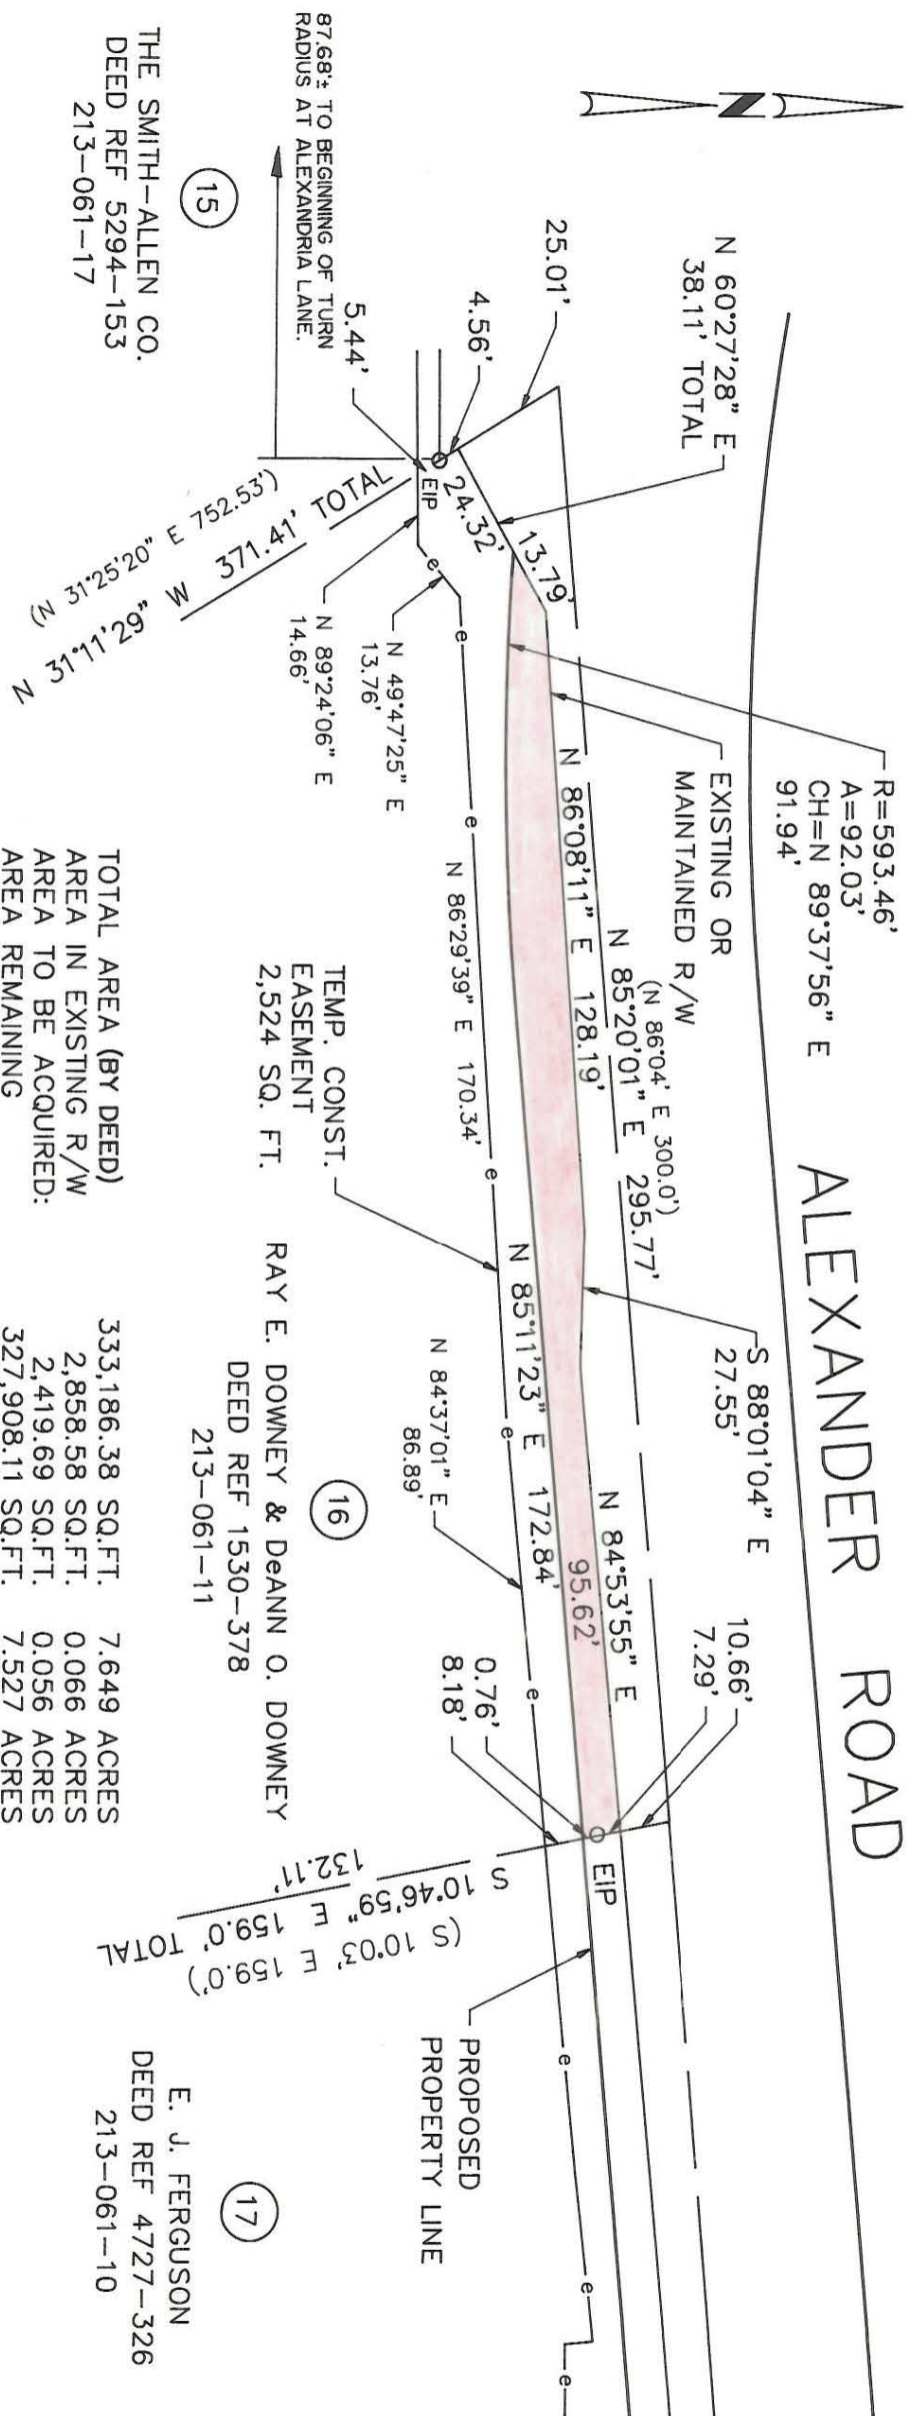 N
ALEXANDER ROAD
R=593.46'
A=92.03'
CH=N 89°37'56" E
91.94'
EXISTING OR
MAINTAINED R/W
N 60°27'28" E
38.11' TOTAL
25.01'
4.56'
5.44'
87.68'± TO BEGINNING OF TURN
RADIUS AT ALEXANDRIA LANE.
15
THE SMITH-ALLEN CO.
DEED REF 5294-153
213-061-17
EIP
24.32'
13.79'
(N 86°04' E 300.0')
N 85°20'01" E 295.77'
N 86°08'11" E 128.19'
S 88°01'04" E
27.55'
N 84°53'55" E
95.62'
10.66'
7.29'
0.76'
8.18'
EIP
N 49°47'25" E
13.76'
N 89°24'06" E
14.66'
(N 31°25'20" E 752.53')
N 31°11'29" W 371.41' TOTAL
e
e
e
N 86°29'39" E 170.34'
e
e
N 85°11'23" E 172.84'
e
N 84°37'01" E
86.89'
TEMP. CONST.
EASEMENT
2,524 SQ. FT.
16
RAY E. DOWNEY & DeANN O. DOWNEY
DEED REF 1530-378
213-061-11
S 10°46'59" E 159.0' TOTAL
132.11'
(S 10°03' E 159.0')
PROPOSED
PROPERTY LINE
e
e
e
17
E. J. FERGUSON
DEED REF 4727-326
213-061-10
TOTAL AREA (BY DEED) 333,186.38 SQ.FT. 7.649 ACRES
AREA IN EXISTING R/W 2,858.58 SQ.FT. 0.066 ACRES
AREA TO BE ACQUIRED: 2,419.69 SQ.FT. 0.056 ACRES
AREA REMAINING 327,908.11 SQ.FT. 7.527 ACRES